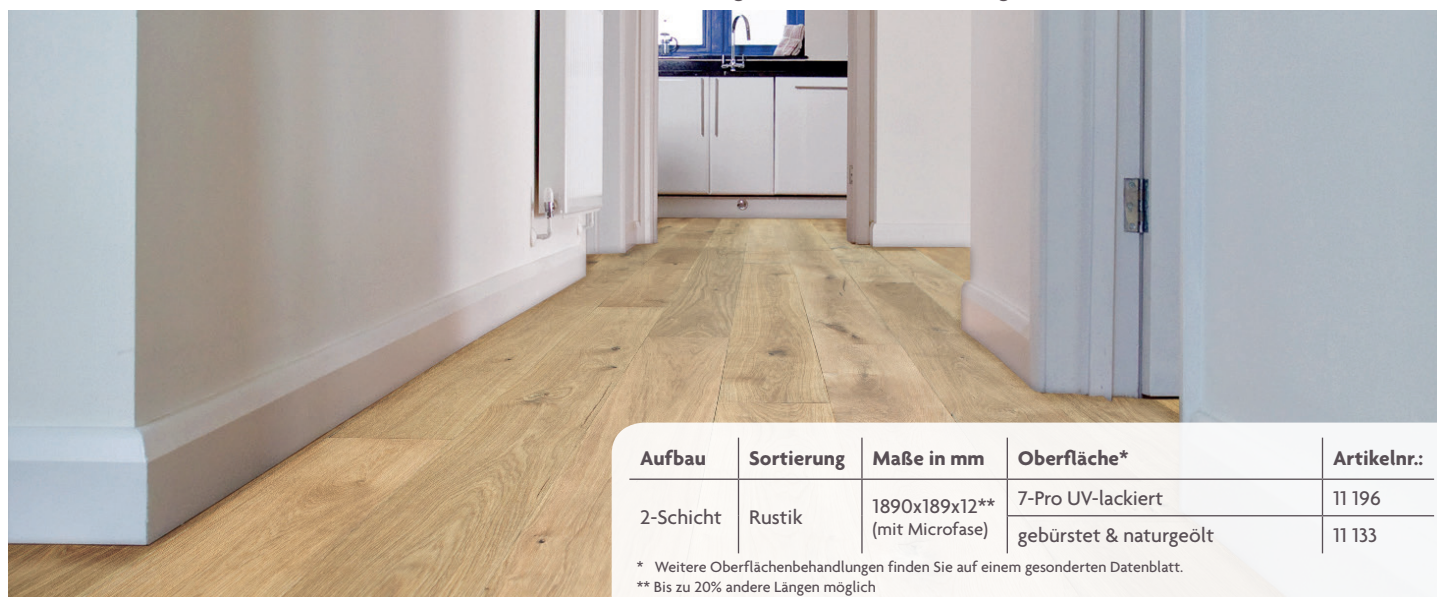 Aufbau Sortierung Maße in mm Oberfläche* Artikelnr.:
2-Schicht Rustik 1890x189x12** (mit Microfase) 7-Pro UV-lackiert 11 196
gebürstet & naturgeölt 11 133
* Weitere Oberflächenbehandlungen finden Sie auf einem gesonderten Datenblatt.
** Bis zu 20% andere Längen möglich